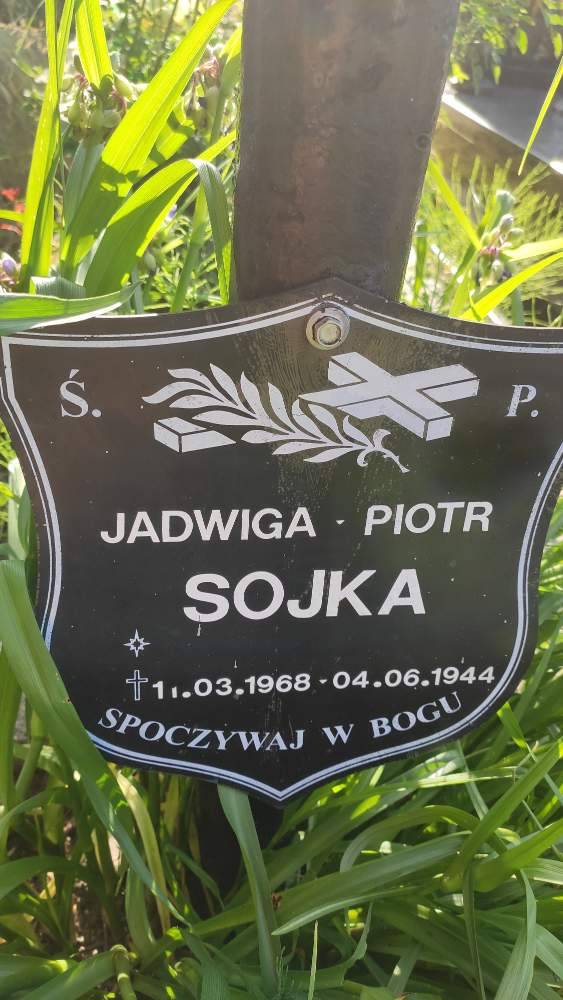 Ś. P.
JADWIGA - PIOTR
SOJKA
11.03.1968 - 04.06.1944
SPOCZYWAJ W BOGU